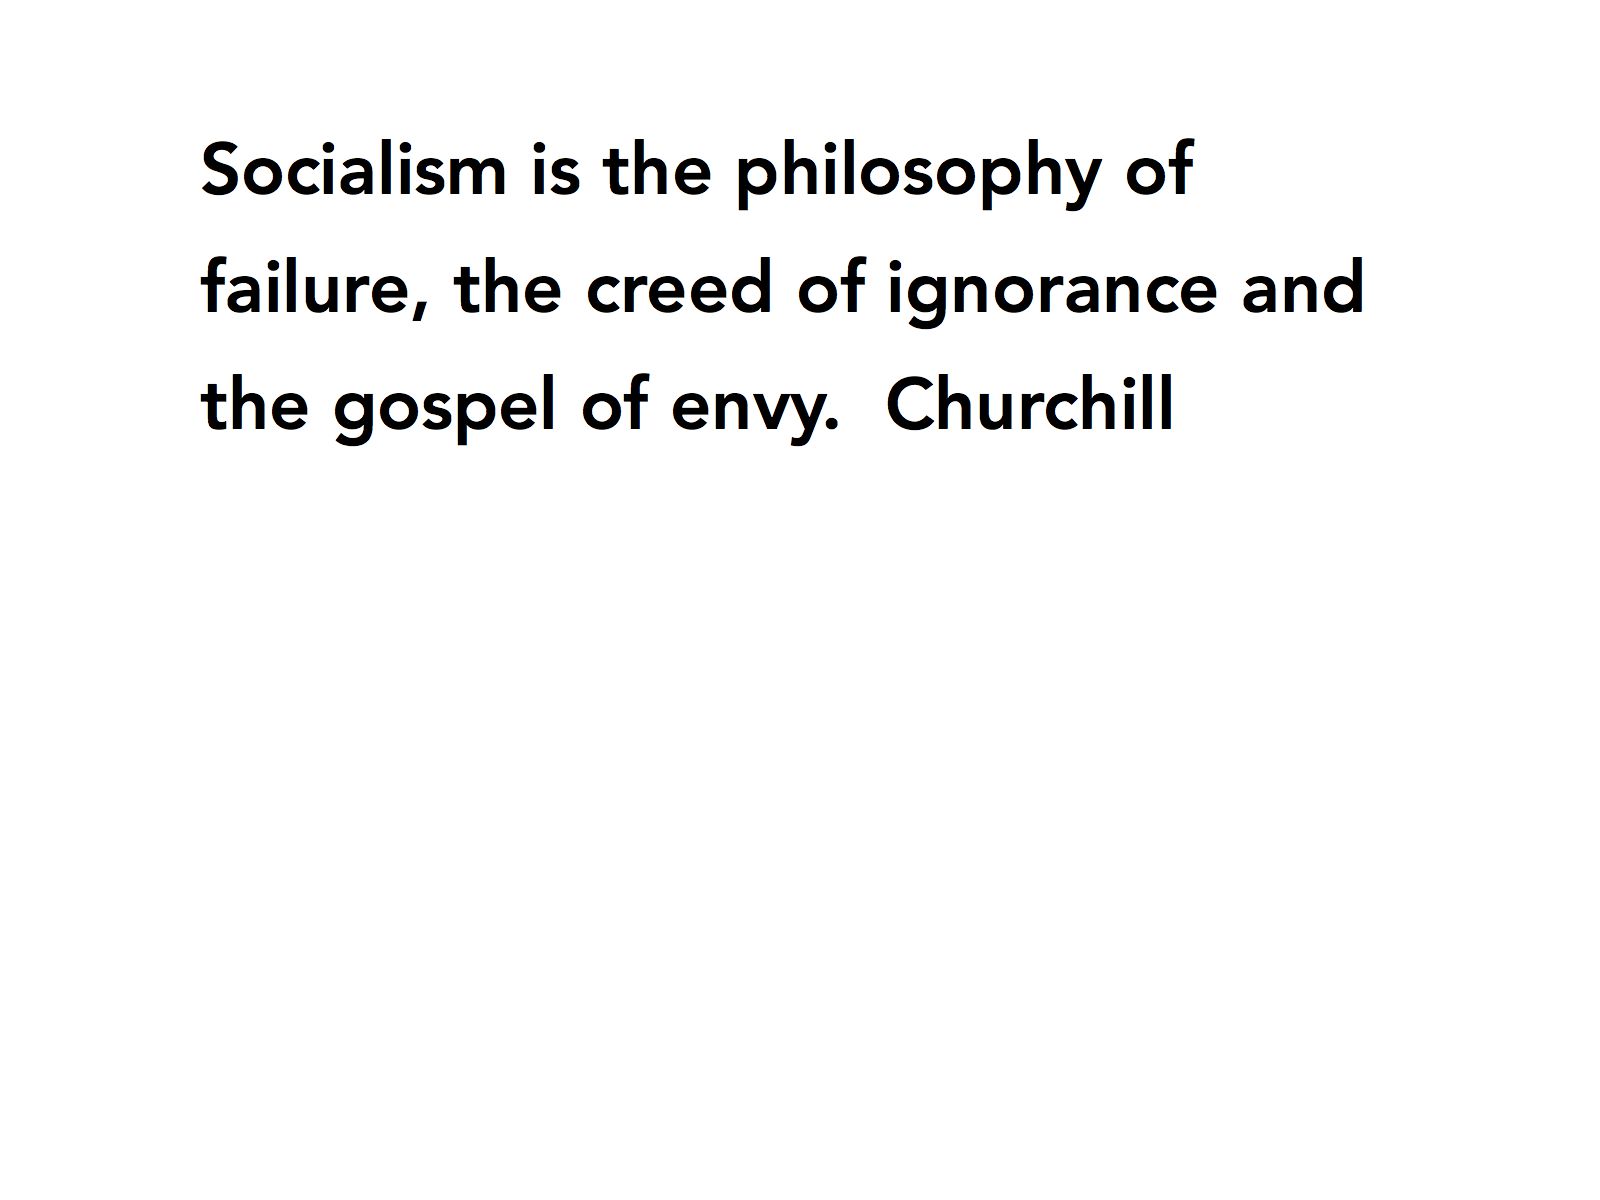 Socialism is the philosophy of
failure, the creed of ignorance and
the gospel of envy.  Churchill